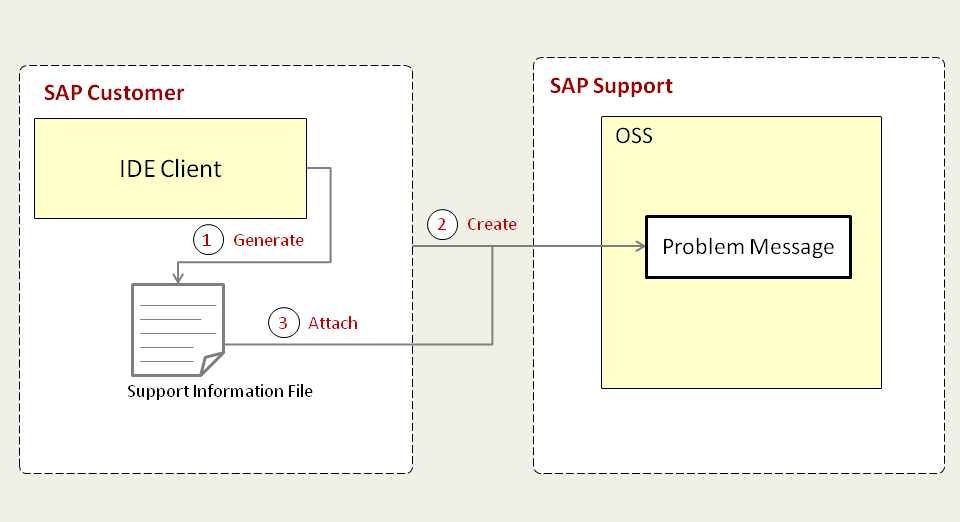 SAP Customer
IDE Client
1 Generate
Support Information File
3 Attach
2 Create
SAP Support
OSS
Problem Message